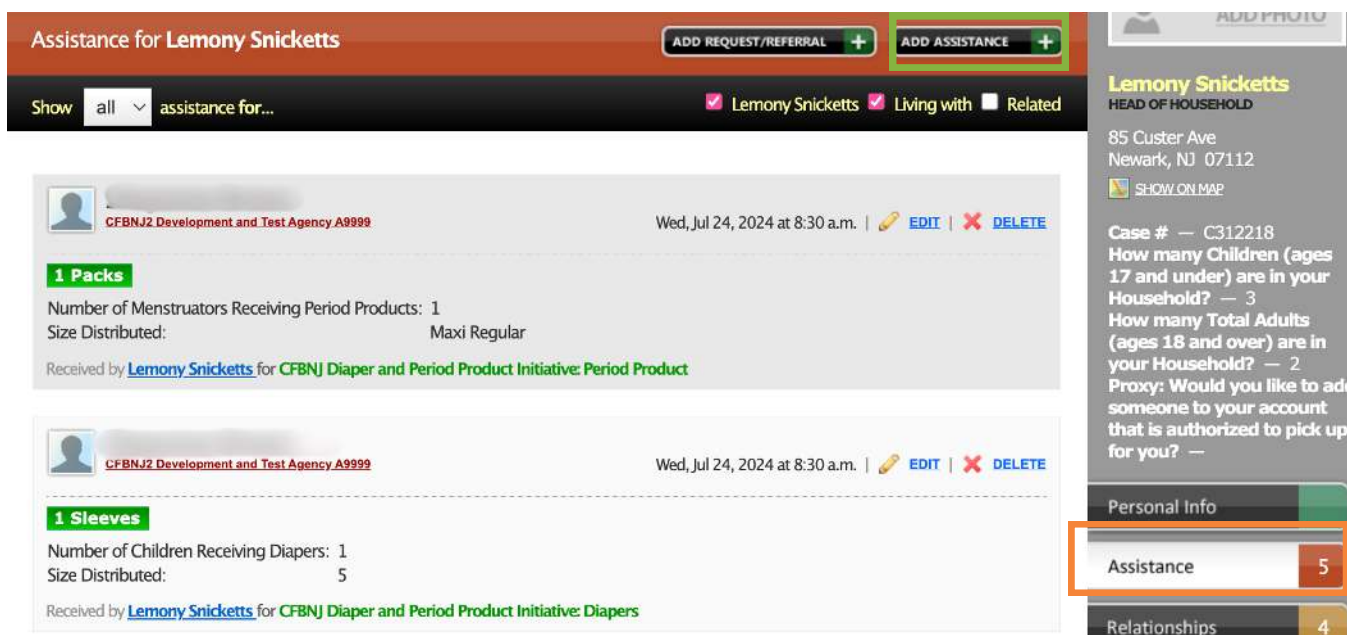 Assistance for Lemony Snicketts
ADD REQUEST/REFERRAL +
ADD ASSISTANCE +
Show all assistance for...
Lemony Snicketts Living with Related
CFBNJ2 Development and Test Agency A9999
Wed, Jul 24, 2024 at 8:30 a.m. | EDIT | DELETE
1 Packs
Number of Menstruators Receiving Period Products: 1
Size Distributed: Maxi Regular
Received by Lemony Snicketts for CFBNJ Diaper and Period Product Initiative: Period Product
CFBNJ2 Development and Test Agency A9999
Wed, Jul 24, 2024 at 8:30 a.m. | EDIT | DELETE
1 Sleeves
Number of Children Receiving Diapers: 1
Size Distributed: 5
Received by Lemony Snicketts for CFBNJ Diaper and Period Product Initiative: Diapers
ADD PHOTO
Lemony Snicketts
HEAD OF HOUSEHOLD
85 Custer Ave
Newark, NJ 07112
SHOW ON MAP
Case # — C312218
How many Children (ages
17 and under) are in your
Household? — 3
How many Total Adults
(ages 18 and over) are in
your Household? — 2
Proxy: Would you like to add
someone to your account
that is authorized to pick up
for you? —
Personal Info
Assistance 5
Relationships 4